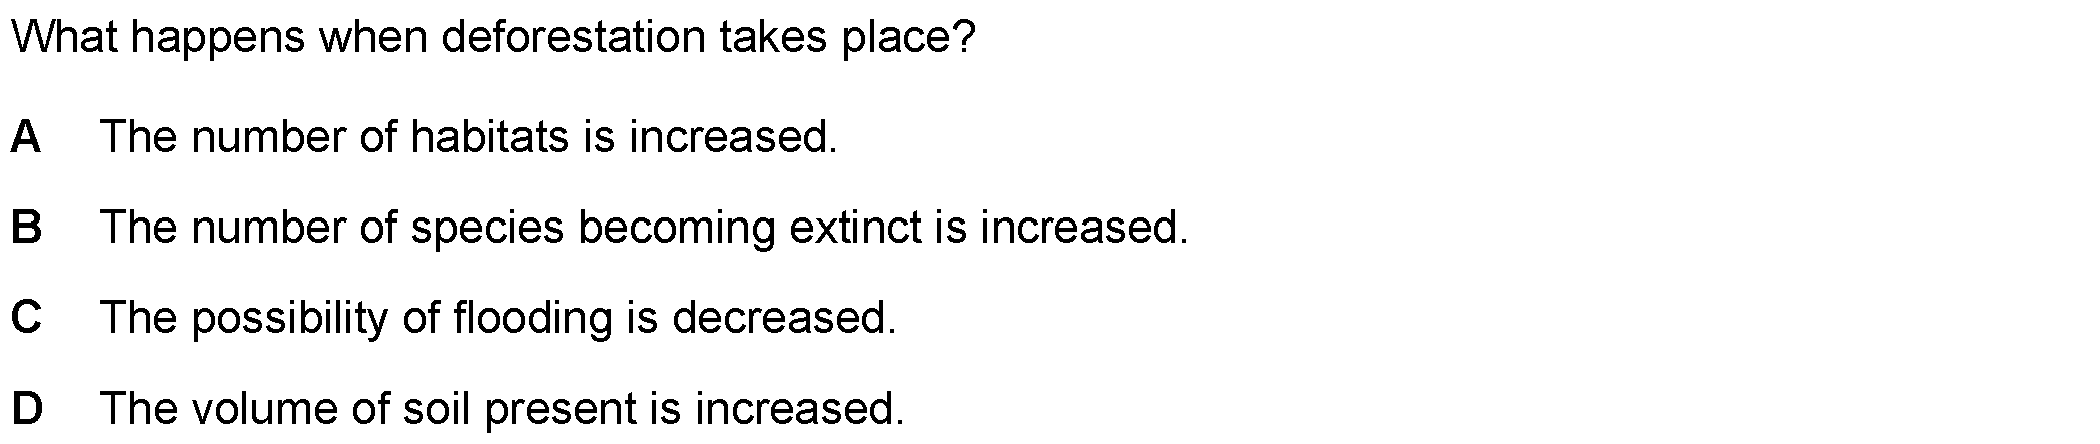 What happens when deforestation takes place?
A The number of habitats is increased.
B The number of species becoming extinct is increased.
C The possibility of flooding is decreased.
D The volume of soil present is increased.